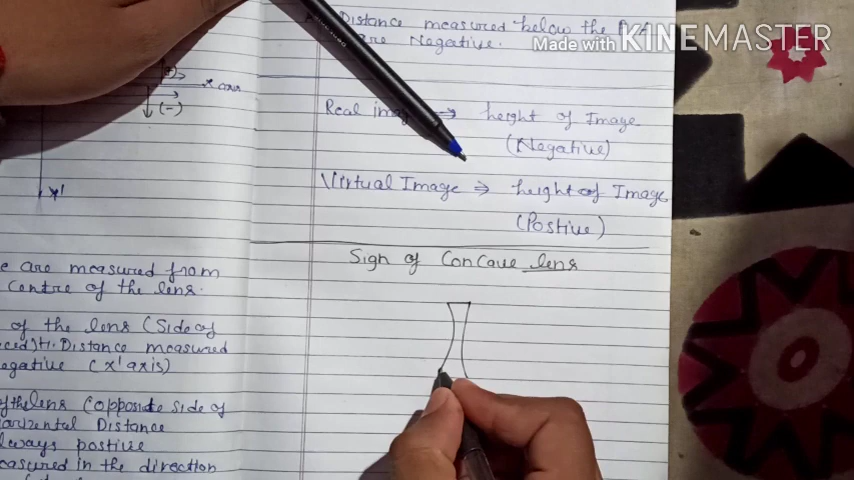 Distance measured below the
are Negative.
Made with KINEMASTER
(-)
Real imag → height of Image
(Negative)
Virtual Image ⇒ height of Image
(Postive)
Sign of Concave lens
x'
e are measured from
centre of the lens.
of the lens (Side of
Distance measured
egative (x' axis)
of the lens (opposite side of
Distance
lways postive
easured in the direction